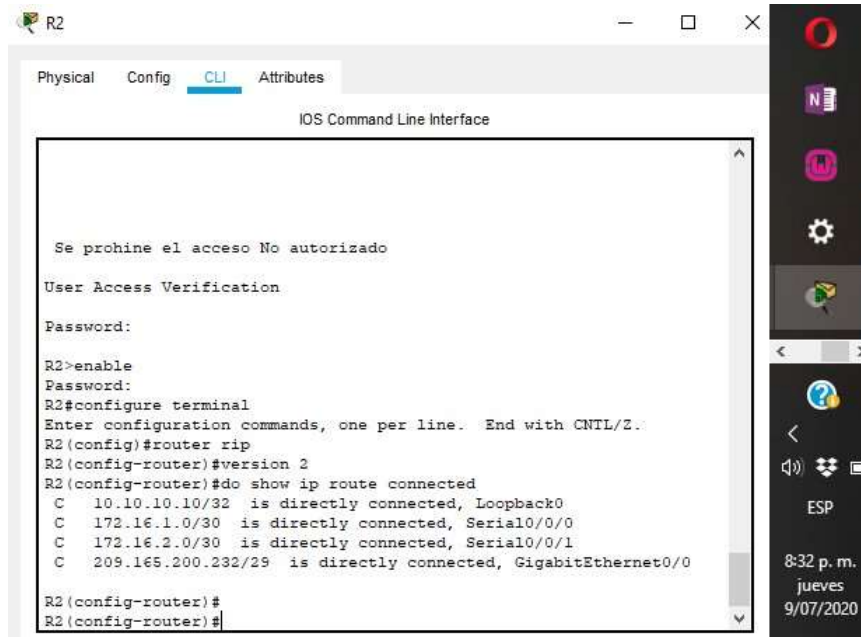 R2
Physical Config CLI Attributes
IOS Command Line Interface
Se prohine el acceso No autorizado
User Access Verification
Password:
R2>enable
Password:
R2#configure terminal
Enter configuration commands, one per line. End with CNTL/Z.
R2(config)#router rip
R2(config-router)#version 2
R2(config-router)#do show ip route connected
C 10.10.10.10/32 is directly connected, Loopback0
C 172.16.1.0/30 is directly connected, Serial0/0/0
C 172.16.2.0/30 is directly connected, Serial0/0/1
C 209.165.200.232/29 is directly connected, GigabitEthernet0/0
R2(config-router)#
R2(config-router)#
N
ESP
8:32 p. m.
jueves
9/07/2020